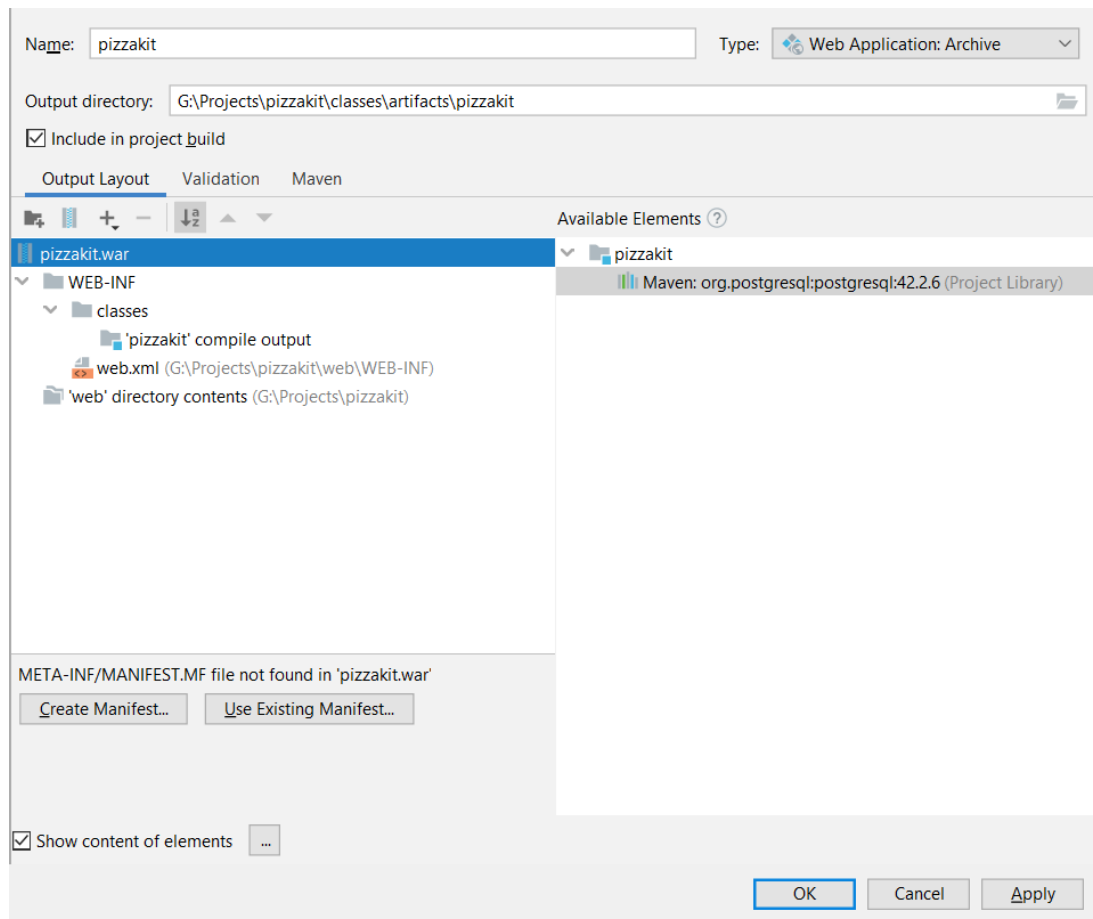 Name: pizzakit Type: Web Application: Archive
Output directory: G:\Projects\pizzakit\classes\artifacts\pizzakit
Include in project build
Output Layout Validation Maven
Available Elements ?
pizzakit.war
WEB-INF
classes
'pizzakit' compile output
web.xml (G:\Projects\pizzakit\web\WEB-INF)
'web' directory contents (G:\Projects\pizzakit)
pizzakit
Maven: org.postgresql:postgresql:42.2.6 (Project Library)
META-INF/MANIFEST.MF file not found in 'pizzakit.war'
Create Manifest... Use Existing Manifest...
Show content of elements ...
OK Cancel Apply